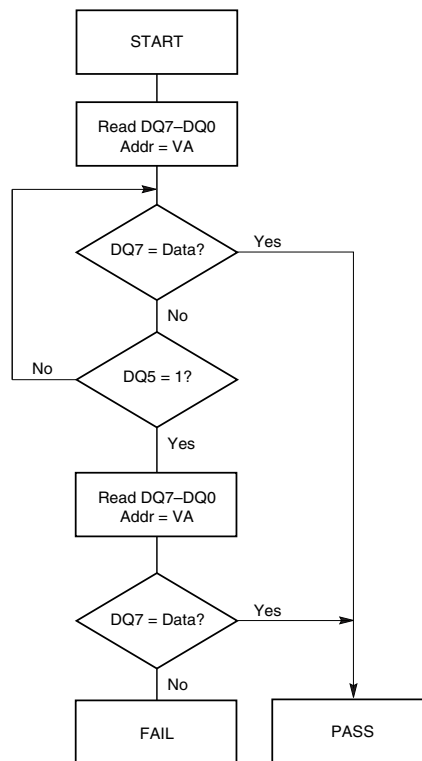 START
Read DQ7–DQ0
Addr = VA
DQ7 = Data?
Yes
No
No
DQ5 = 1?
Yes
Read DQ7–DQ0
Addr = VA
DQ7 = Data?
Yes
No
FAIL
PASS